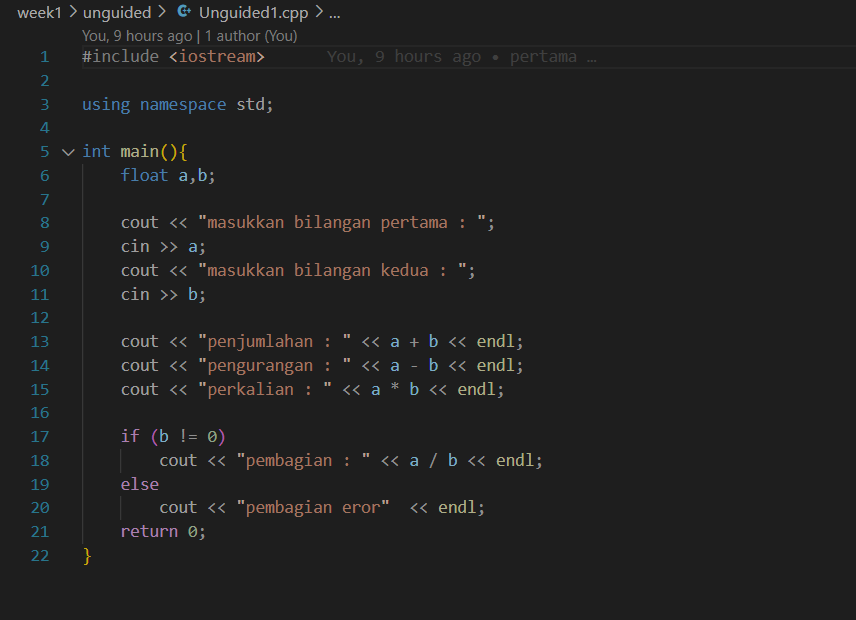 week1 > unguided > Unguided1.cpp > ...
You, 9 hours ago | 1 author (You)
1 #include <iostream> You, 9 hours ago • pertama …
2
3 using namespace std;
4
5 int main(){
6 float a,b;
7
8 cout << "masukkan bilangan pertama : ";
9 cin >> a;
10 cout << "masukkan bilangan kedua : ";
11 cin >> b;
12
13 cout << "penjumlahan : " << a + b << endl;
14 cout << "pengurangan : " << a - b << endl;
15 cout << "perkalian : " << a * b << endl;
16
17 if (b != 0)
18 cout << "pembagian : " << a / b << endl;
19 else
20 cout << "pembagian eror"  << endl;
21 return 0;
22 }